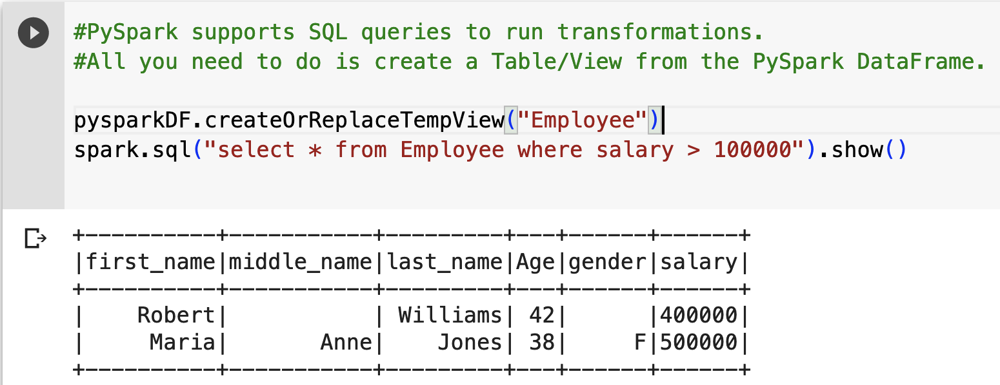 #PySpark supports SQL queries to run transformations.
#All you need to do is create a Table/View from the PySpark DataFrame.
pysparkDF.createOrReplaceTempView("Employee")
spark.sql("select * from Employee where salary > 100000").show()
+----------+-----------+---------+---+------+------+
|first_name|middle_name|last_name|Age|gender|salary|
+----------+-----------+---------+---+------+------+
|    Robert|           | Williams| 42|      |400000|
|     Maria|       Anne|    Jones| 38|     F|500000|
+----------+-----------+---------+---+------+------+